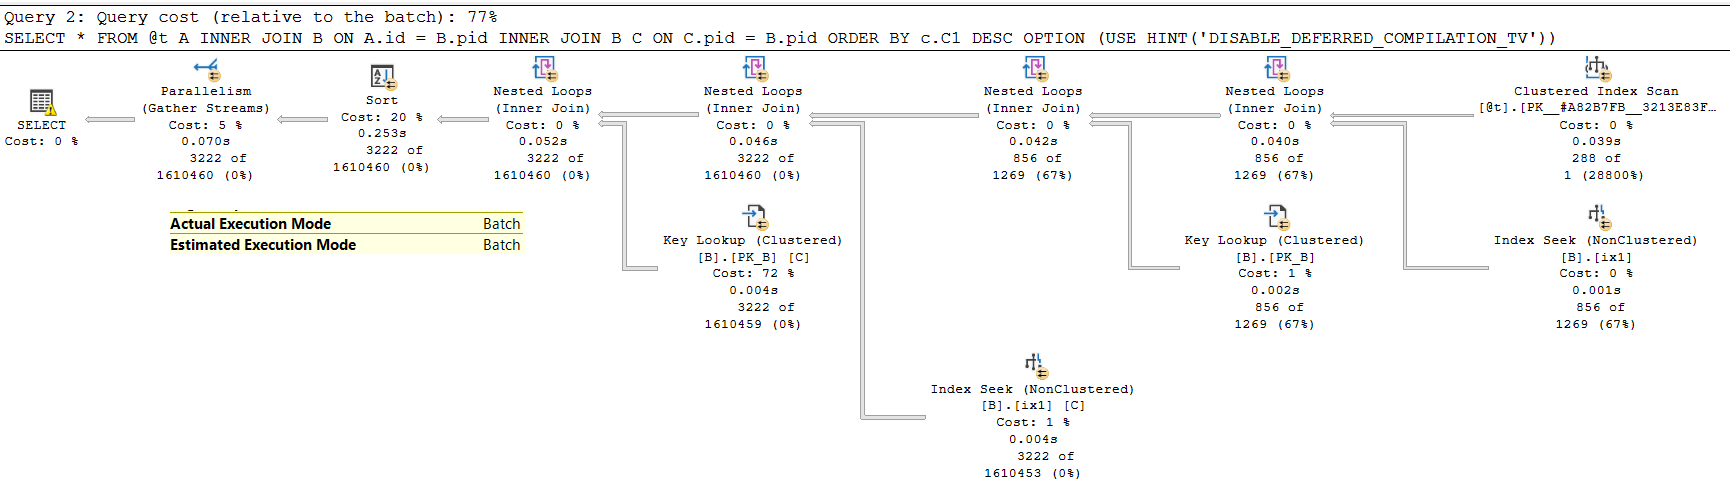 Query 2: Query cost (relative to the batch): 77%
SELECT * FROM @t A INNER JOIN B ON A.id = B.pid INNER JOIN B C ON C.pid = B.pid ORDER BY c.C1 DESC OPTION (USE HINT('DISABLE_DEFERRED_COMPILATION_TV'))
SELECT
Cost: 0 %
Parallelism
(Gather Streams)
Cost: 5 %
0.070s
3222 of
1610460 (0%)
Sort
Cost: 20 %
0.253s
3222 of
1610460 (0%)
Nested Loops
(Inner Join)
Cost: 0 %
0.052s
3222 of
1610460 (0%)
Nested Loops
(Inner Join)
Cost: 0 %
0.046s
3222 of
1610460 (0%)
Nested Loops
(Inner Join)
Cost: 0 %
0.042s
856 of
1269 (67%)
Nested Loops
(Inner Join)
Cost: 0 %
0.040s
856 of
1269 (67%)
Clustered Index Scan
[@t].[PK__#A82B7FB__3213E83F…
Cost: 0 %
0.039s
288 of
1 (28800%)
Actual Execution Mode Batch
Estimated Execution Mode Batch
Key Lookup (Clustered)
[B].[PK_B] [C]
Cost: 72 %
0.004s
3222 of
1610459 (0%)
Key Lookup (Clustered)
[B].[PK_B]
Cost: 1 %
0.002s
856 of
1269 (67%)
Index Seek (NonClustered)
[B].[ix1]
Cost: 0 %
0.001s
856 of
1269 (67%)
Index Seek (NonClustered)
[B].[ix1] [C]
Cost: 1 %
0.004s
3222 of
1610453 (0%)